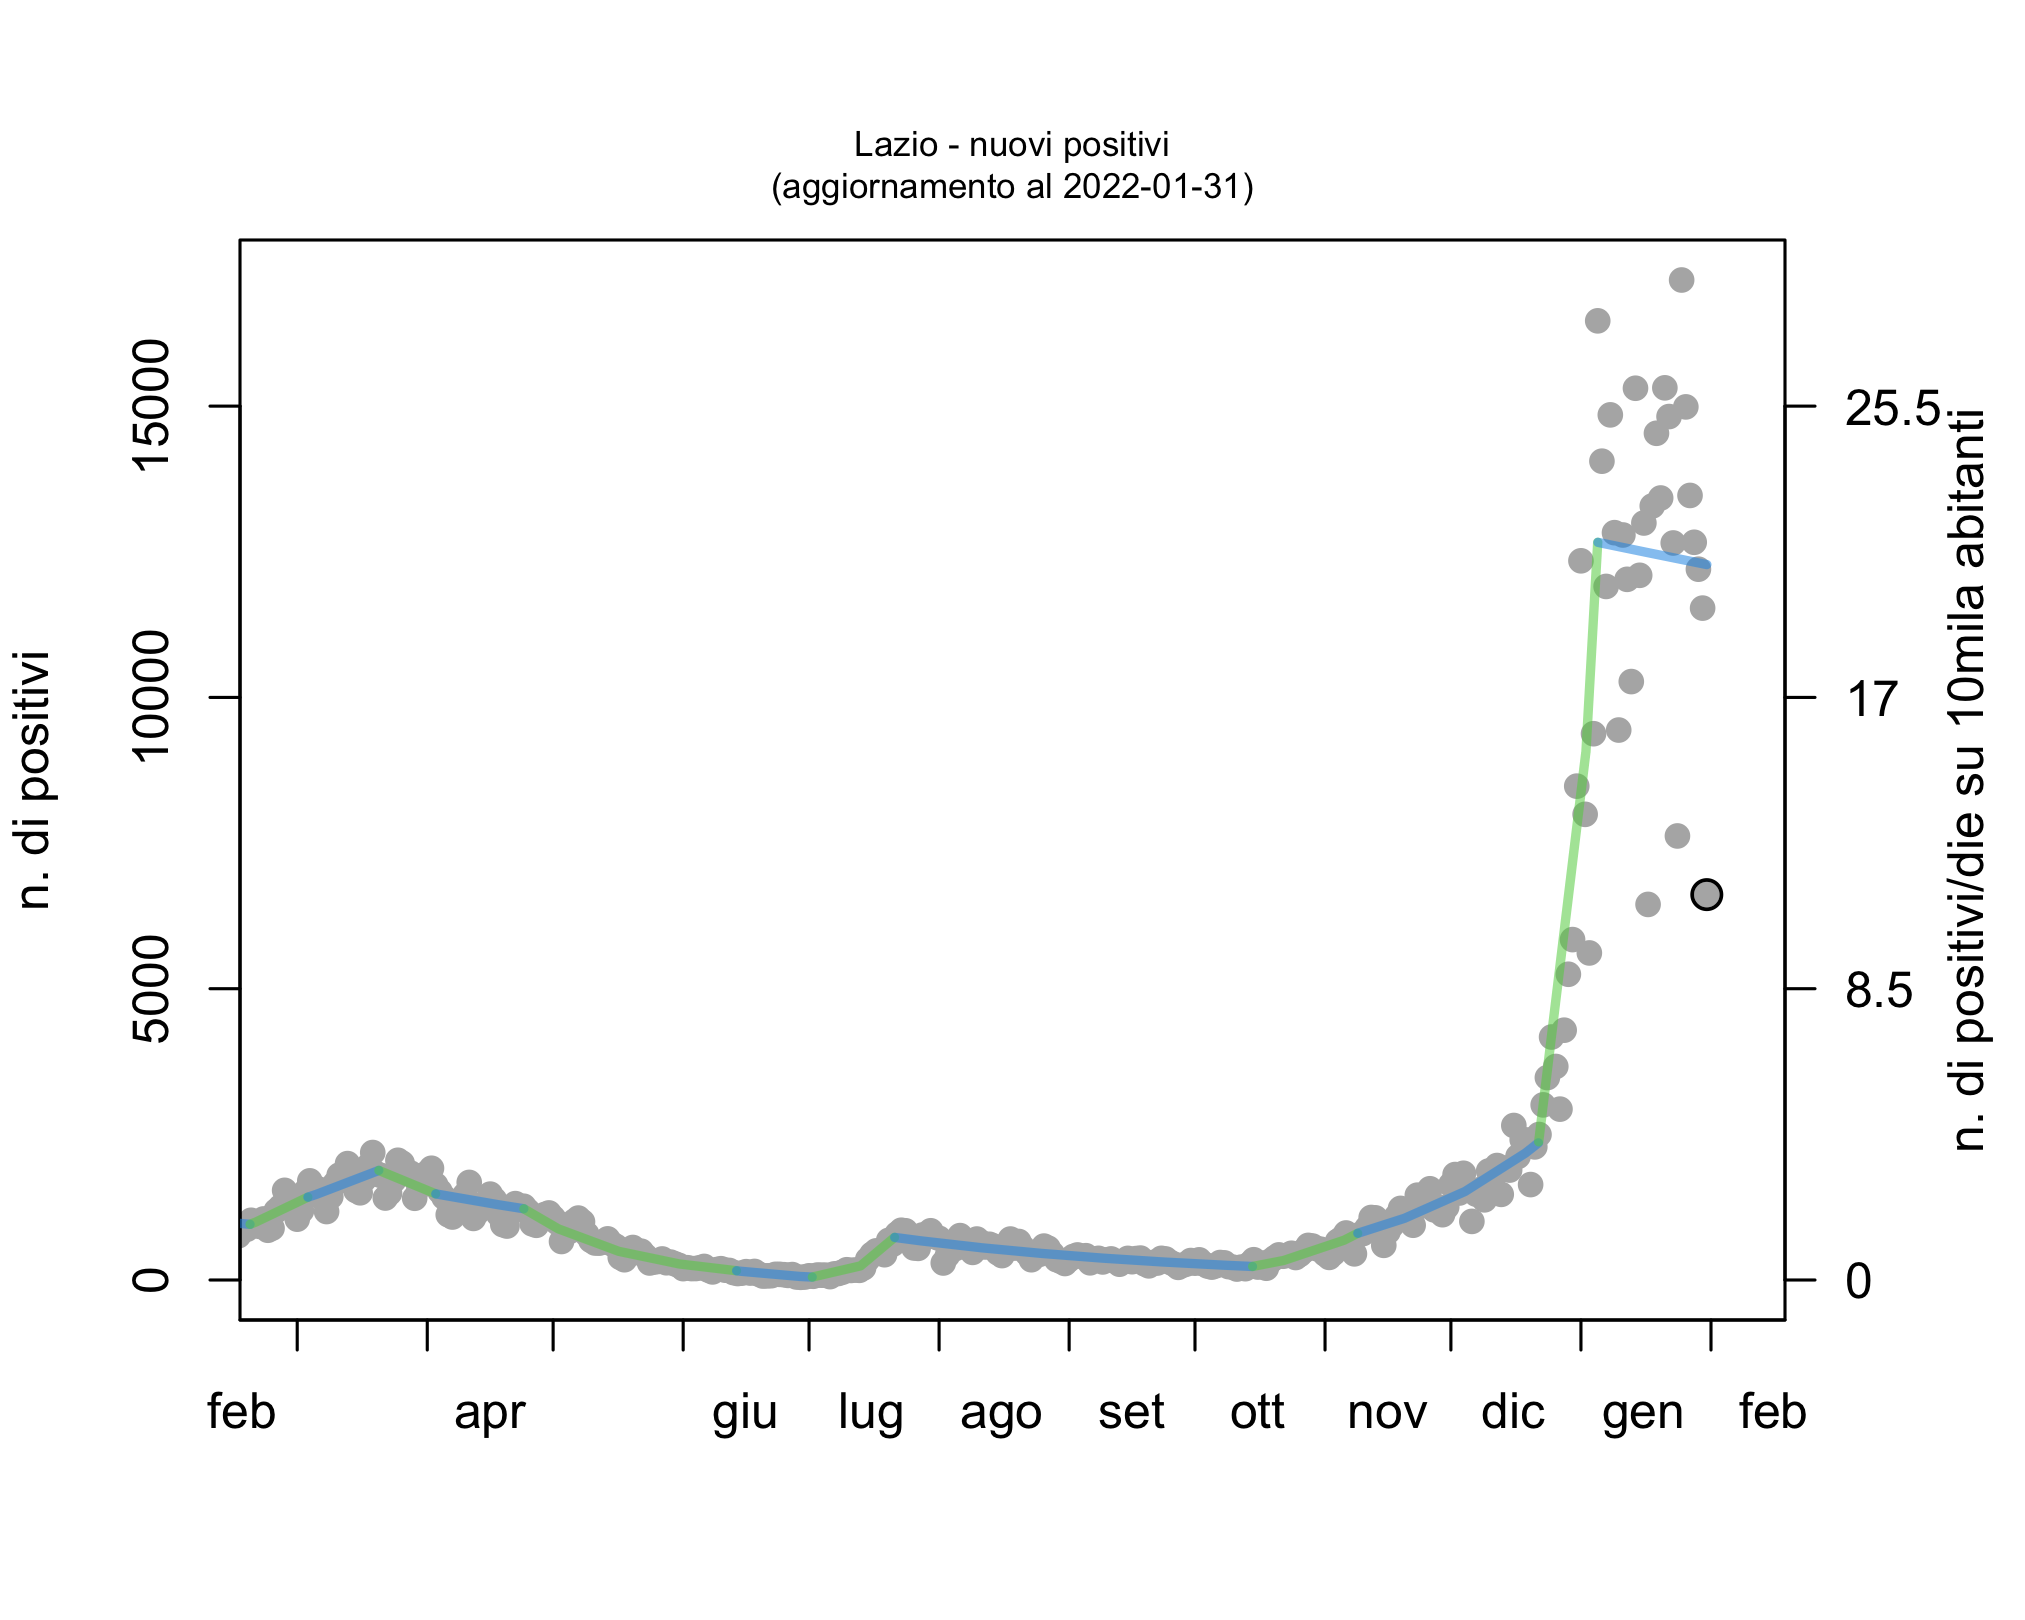 Lazio - nuovi positivi
(aggiornamento al 2022-01-31)
n. di positivi
15000
10000
5000
0
25.5
17
8.5
0
n. di positivi/die su 10mila abitanti
feb apr giu lug ago set ott nov dic gen feb